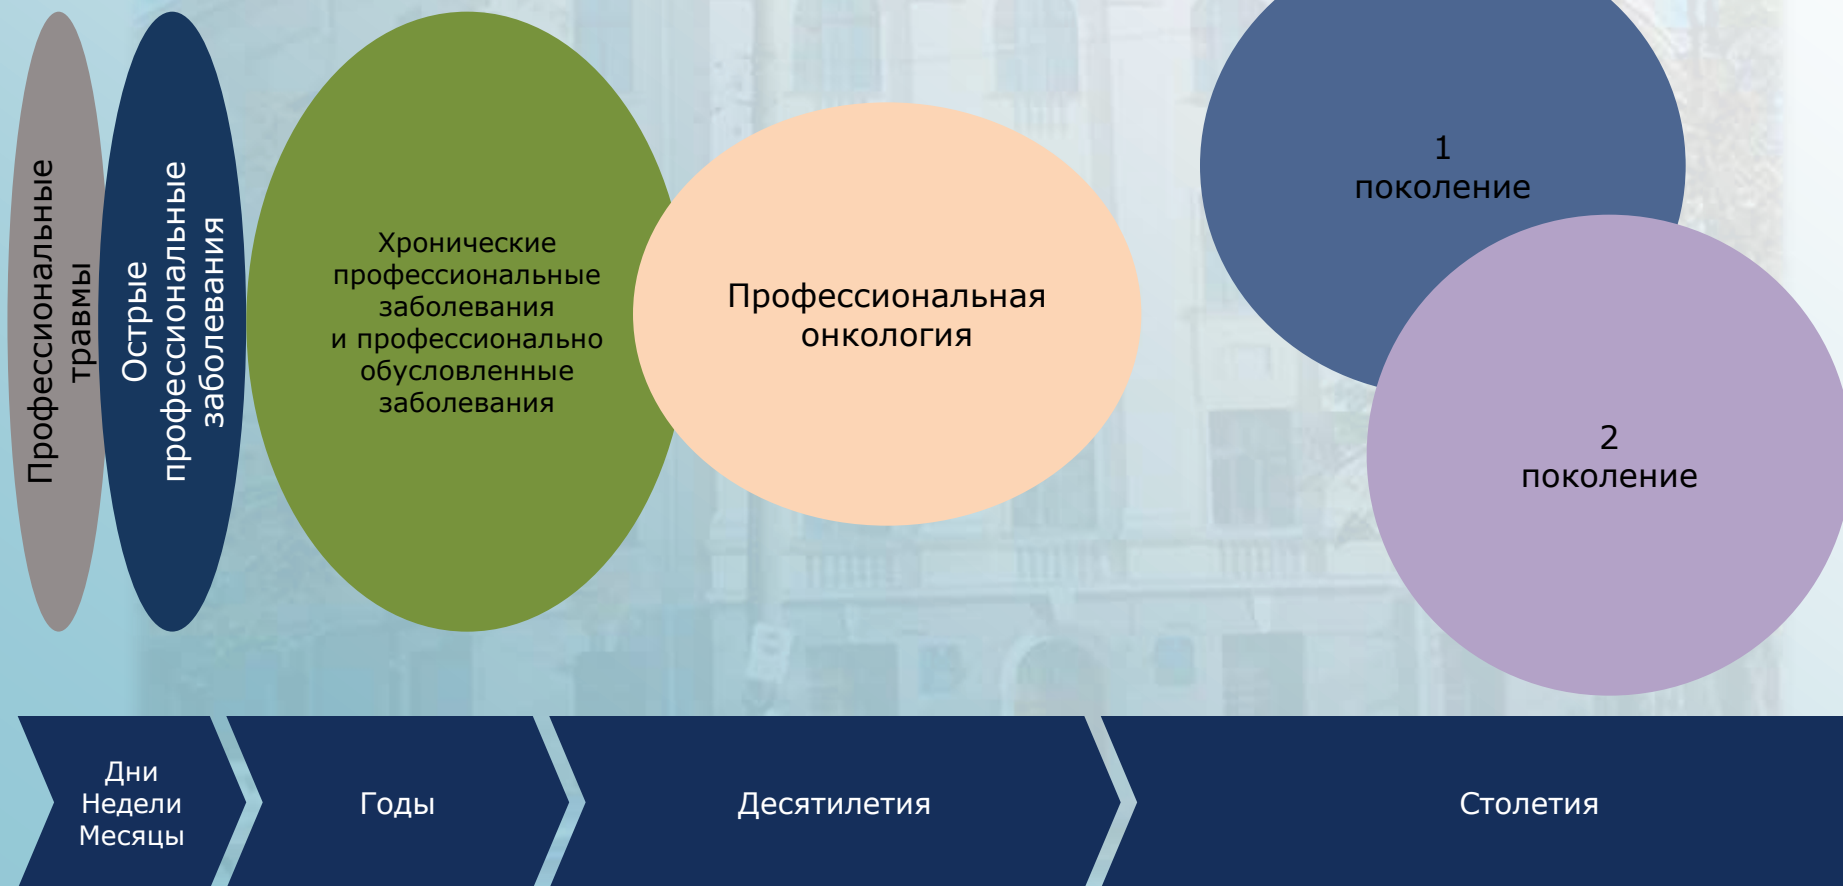 Профессиональные
травмы
Острые
профессиональные
заболевания
Хронические
профессиональные
заболевания
и профессионально
обусловленные
заболевания
Профессиональная
онкология
1
поколение
2
поколение
Дни
Недели
Месяцы
Годы
Десятилетия
Столетия